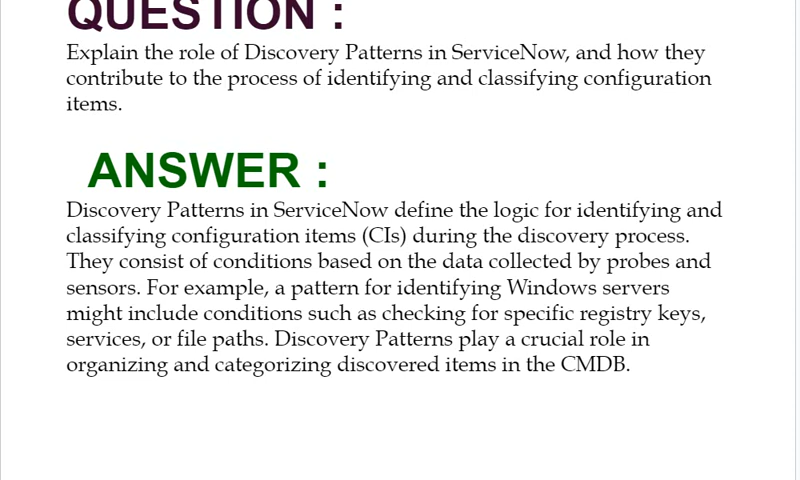 QUESTION :
Explain the role of Discovery Patterns in ServiceNow, and how they
contribute to the process of identifying and classifying configuration
items.
ANSWER :
Discovery Patterns in ServiceNow define the logic for identifying and
classifying configuration items (CIs) during the discovery process.
They consist of conditions based on the data collected by probes and
sensors. For example, a pattern for identifying Windows servers
might include conditions such as checking for specific registry keys,
services, or file paths. Discovery Patterns play a crucial role in
organizing and categorizing discovered items in the CMDB.